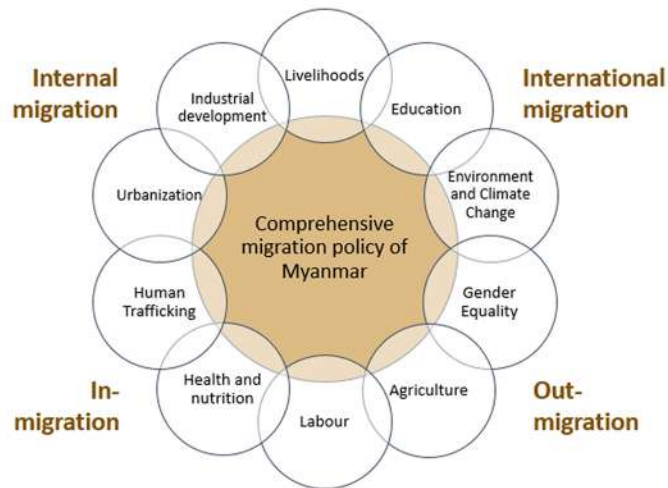 Internal
migration
International
migration
Livelihoods
Industrial
development
Education
Urbanization
Environment
and Climate
Change
Comprehensive
migration policy of
Myanmar
Human
Trafficking
Gender
Equality
In-
migration
Health and
nutrition
Labour
Agriculture
Out-
migration